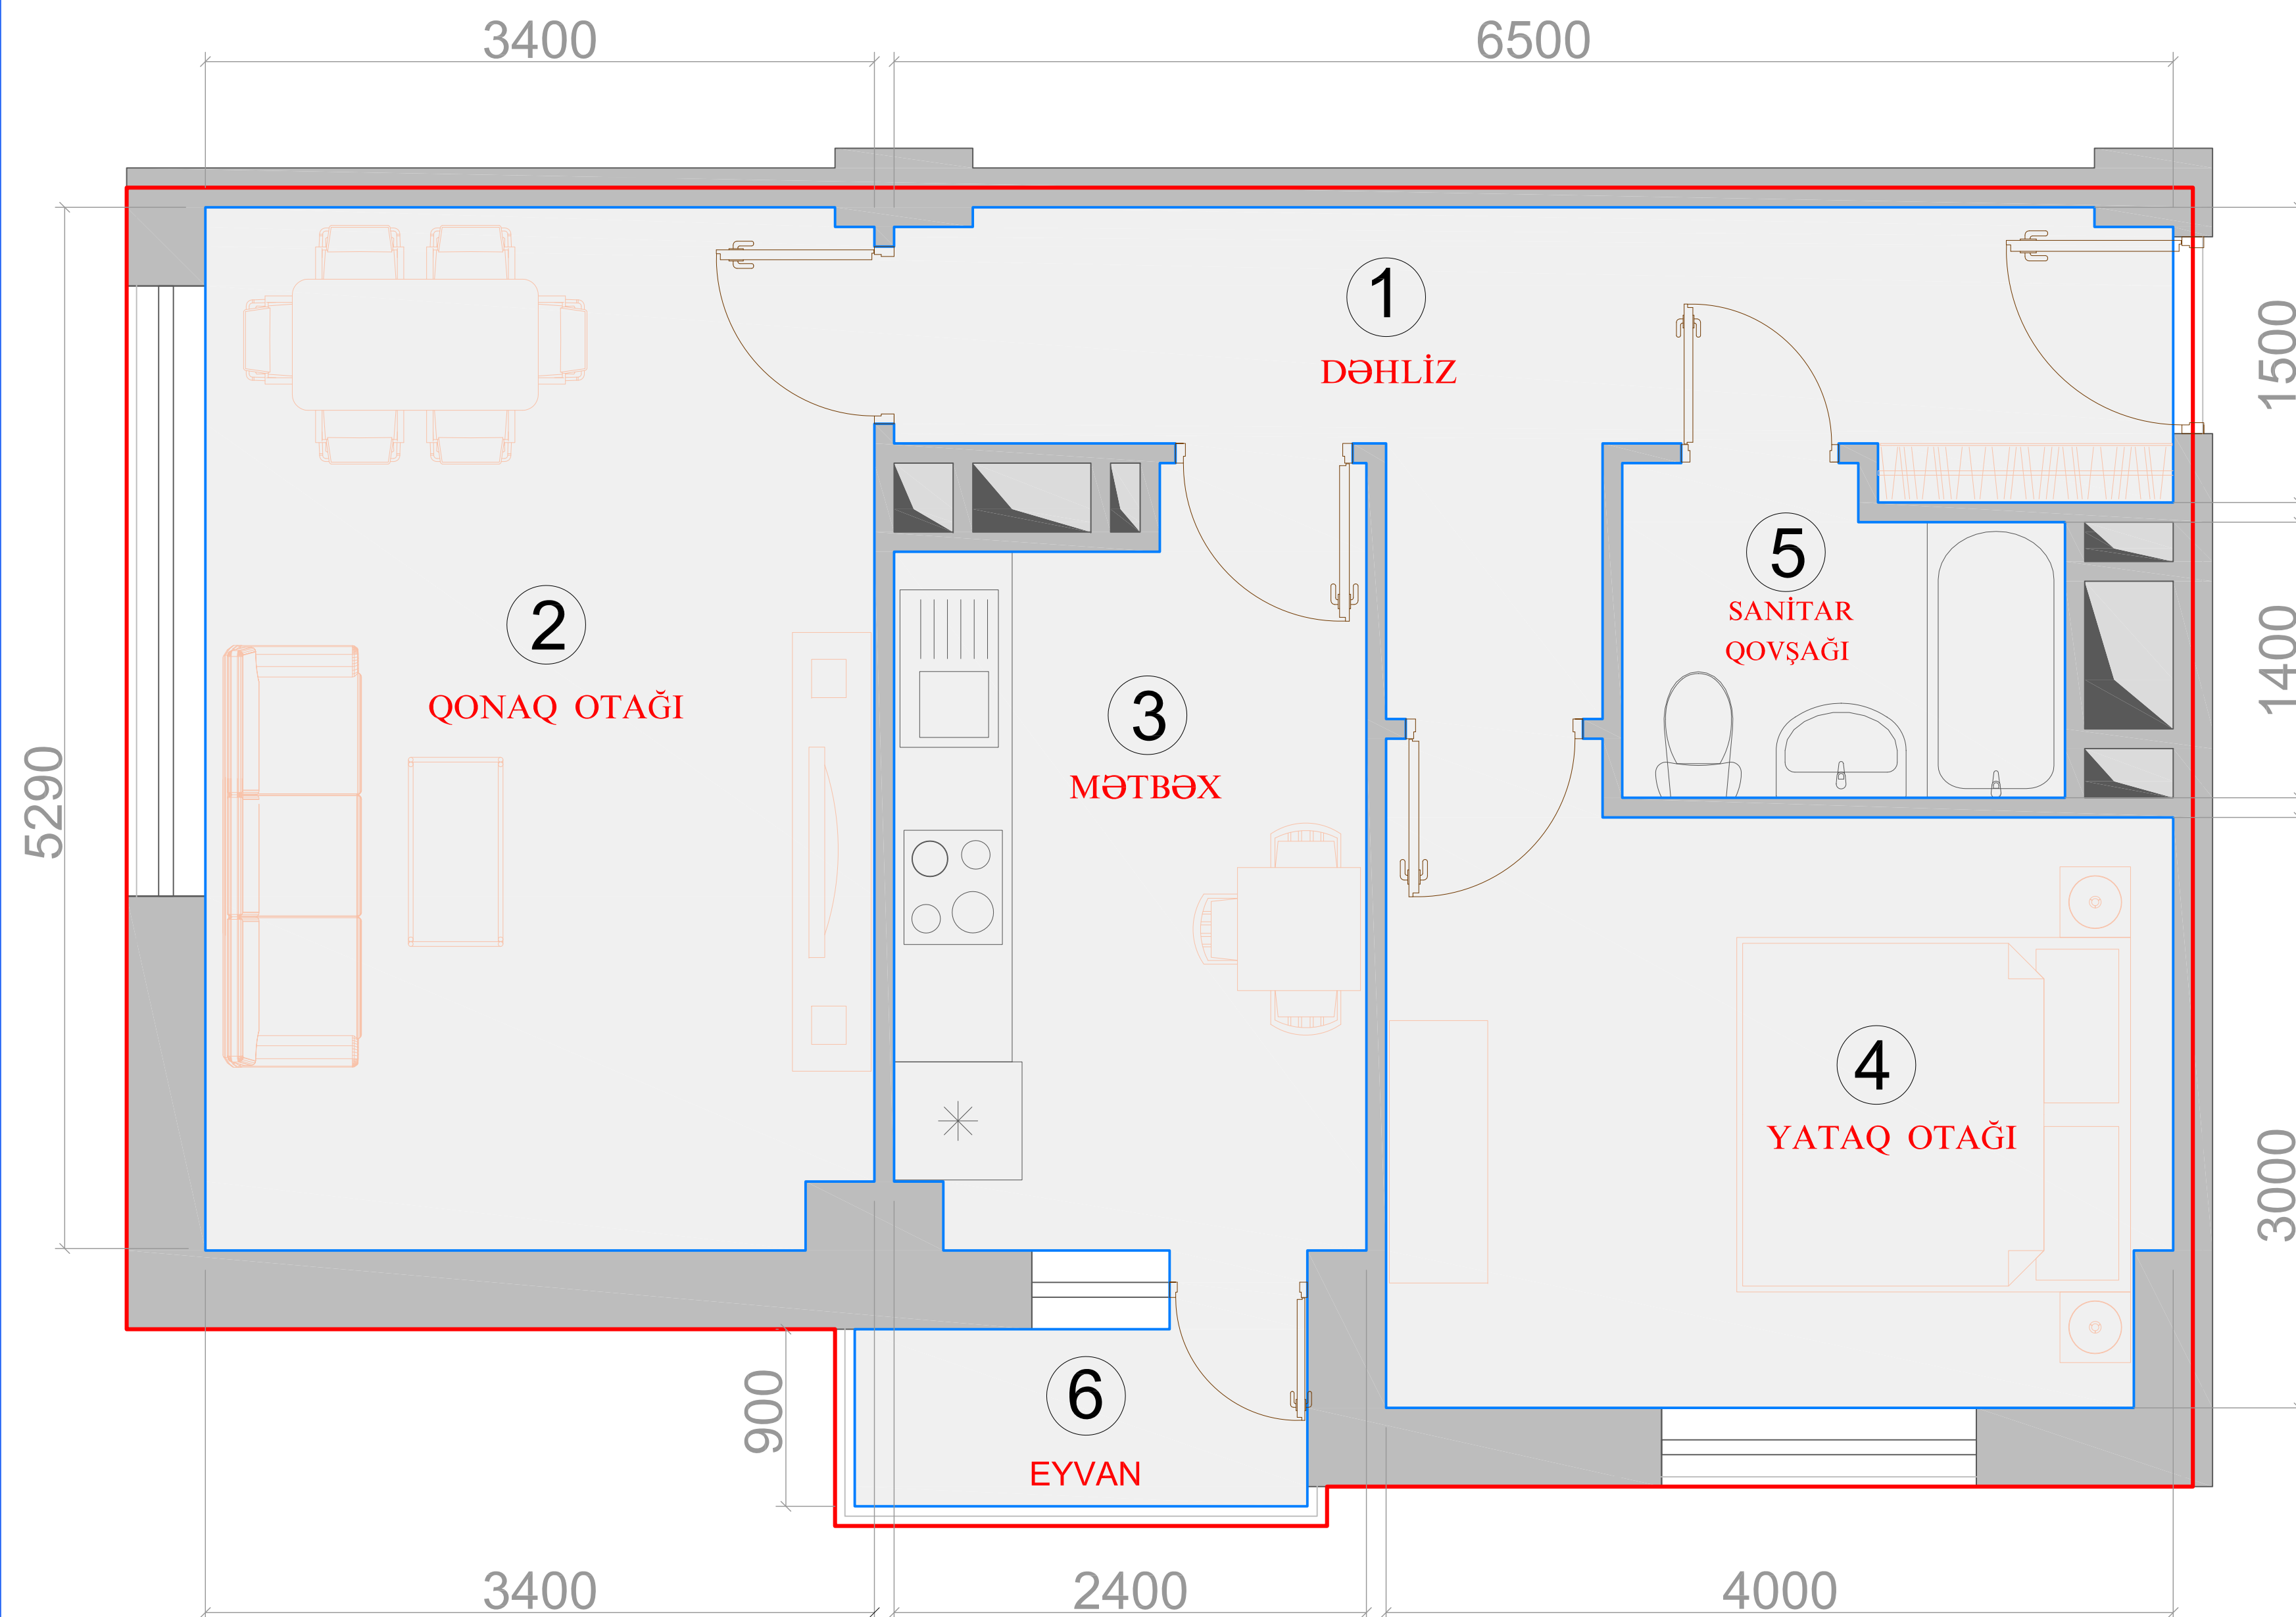 3400
6500
1
DƏHLİZ
1500
5
SANİTAR
QOVŞAĞI
2
QONAQ OTAĞI
3
MƏTBƏX
1400
5290
4
YATAQ OTAĞI
3000
6
EYVAN
900
3400
2400
4000